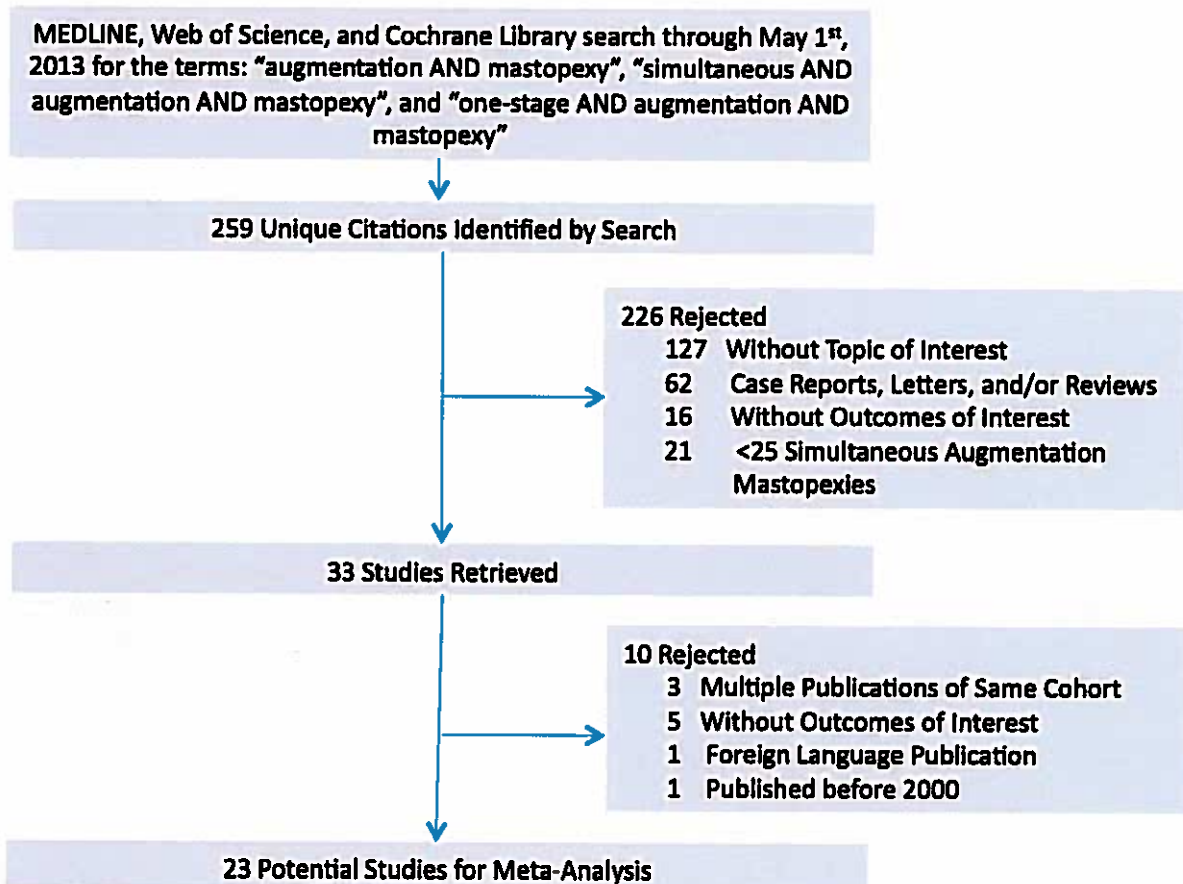 MEDLINE, Web of Science, and Cochrane Library search through May 1st,
2013 for the terms: “augmentation AND mastopexy”, “simultaneous AND
augmentation AND mastopexy”, and “one-stage AND augmentation AND
mastopexy”
259 Unique Citations Identified by Search
226 Rejected
127 Without Topic of Interest
62 Case Reports, Letters, and/or Reviews
16 Without Outcomes of Interest
21 <25 Simultaneous Augmentation
Mastopexies
33 Studies Retrieved
10 Rejected
3 Multiple Publications of Same Cohort
5 Without Outcomes of Interest
1 Foreign Language Publication
1 Published before 2000
23 Potential Studies for Meta-Analysis